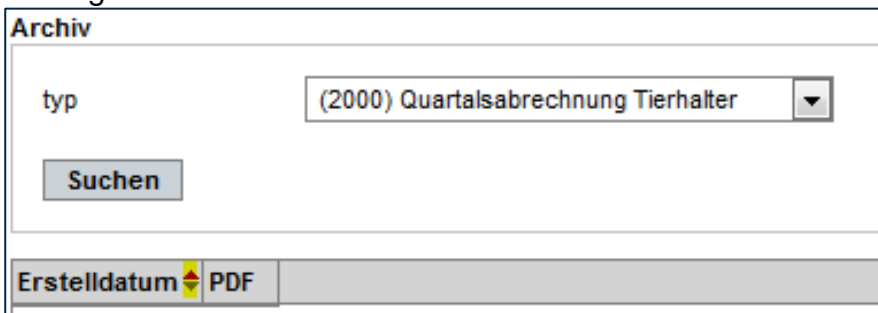 Archiv
typ (2000) Quartalsabrechnung Tierhalter
Suchen
Erstelldatum PDF